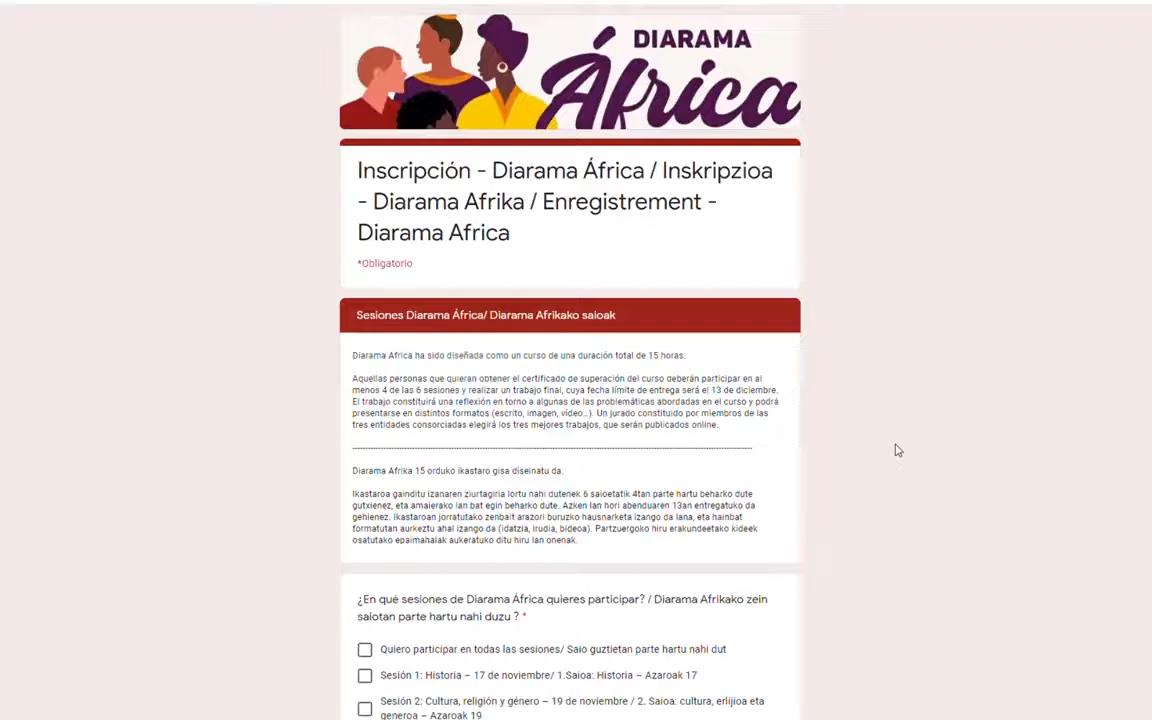 DIARAMA
África
Inscripción - Diarama África / Inskripzioa
- Diarama Afrika / Enregistrement -
Diarama Africa
*Obligatorio
Sesiones Diarama África/ Diarama Afrikako saioak
Diarama Africa ha sido diseñada como un curso de una duración total de 15 horas.
Aquellas personas que quieran obtener el certificado de superación del curso deberán participar en al
menos 4 de las 6 sesiones y realizar un trabajo final, cuya fecha límite de entrega será el 13 de diciembre.
El trabajo constituirá una reflexión en torno a algunas de las problemáticas abordadas en el curso y podrá
presentarse en distintos formatos (escrito, imagen, vídeo...). Un jurado constituido por miembros de las
tres entidades consorciadas elegirá los tres mejores trabajos, que serán publicados online.
Diarama Afrika 15 orduko ikastaro gisa diseinatu da.
Ikastaroa gainditu izanaren ziurtagiria lortu nahi dutenek 6 saioetatik 4tan parte hartu beharko dute
gutxienez, eta amaierako lan bat egin beharko dute. Azken lan hori abenduaren 13an entregatuko da
gehienez. Ikastaroan jorratutako zenbait arazori buruzko hausnarketa izango da lana, eta hainbat
formatutan aurkeztu ahal izango da (idatzia, irudia, bideoa). Partzuergoko hiru erakundeetako kideek
osatutako epaimahaiak aukeratuko ditu hiru lan onenak.
¿En qué sesiones de Diarama África quieres participar? / Diarama Afrikako zein
saiotan parte hartu nahi duzu ? *
Quiero participar en todas las sesiones/ Saio guztietan parte hartu nahi dut
Sesión 1: Historia – 17 de noviembre/ 1.Saioa: Historia – Azaroak 17
Sesión 2: Cultura, religión y género – 19 de noviembre / 2. Saioa: cultura, erlijioa eta
generoa – Azaroak 19